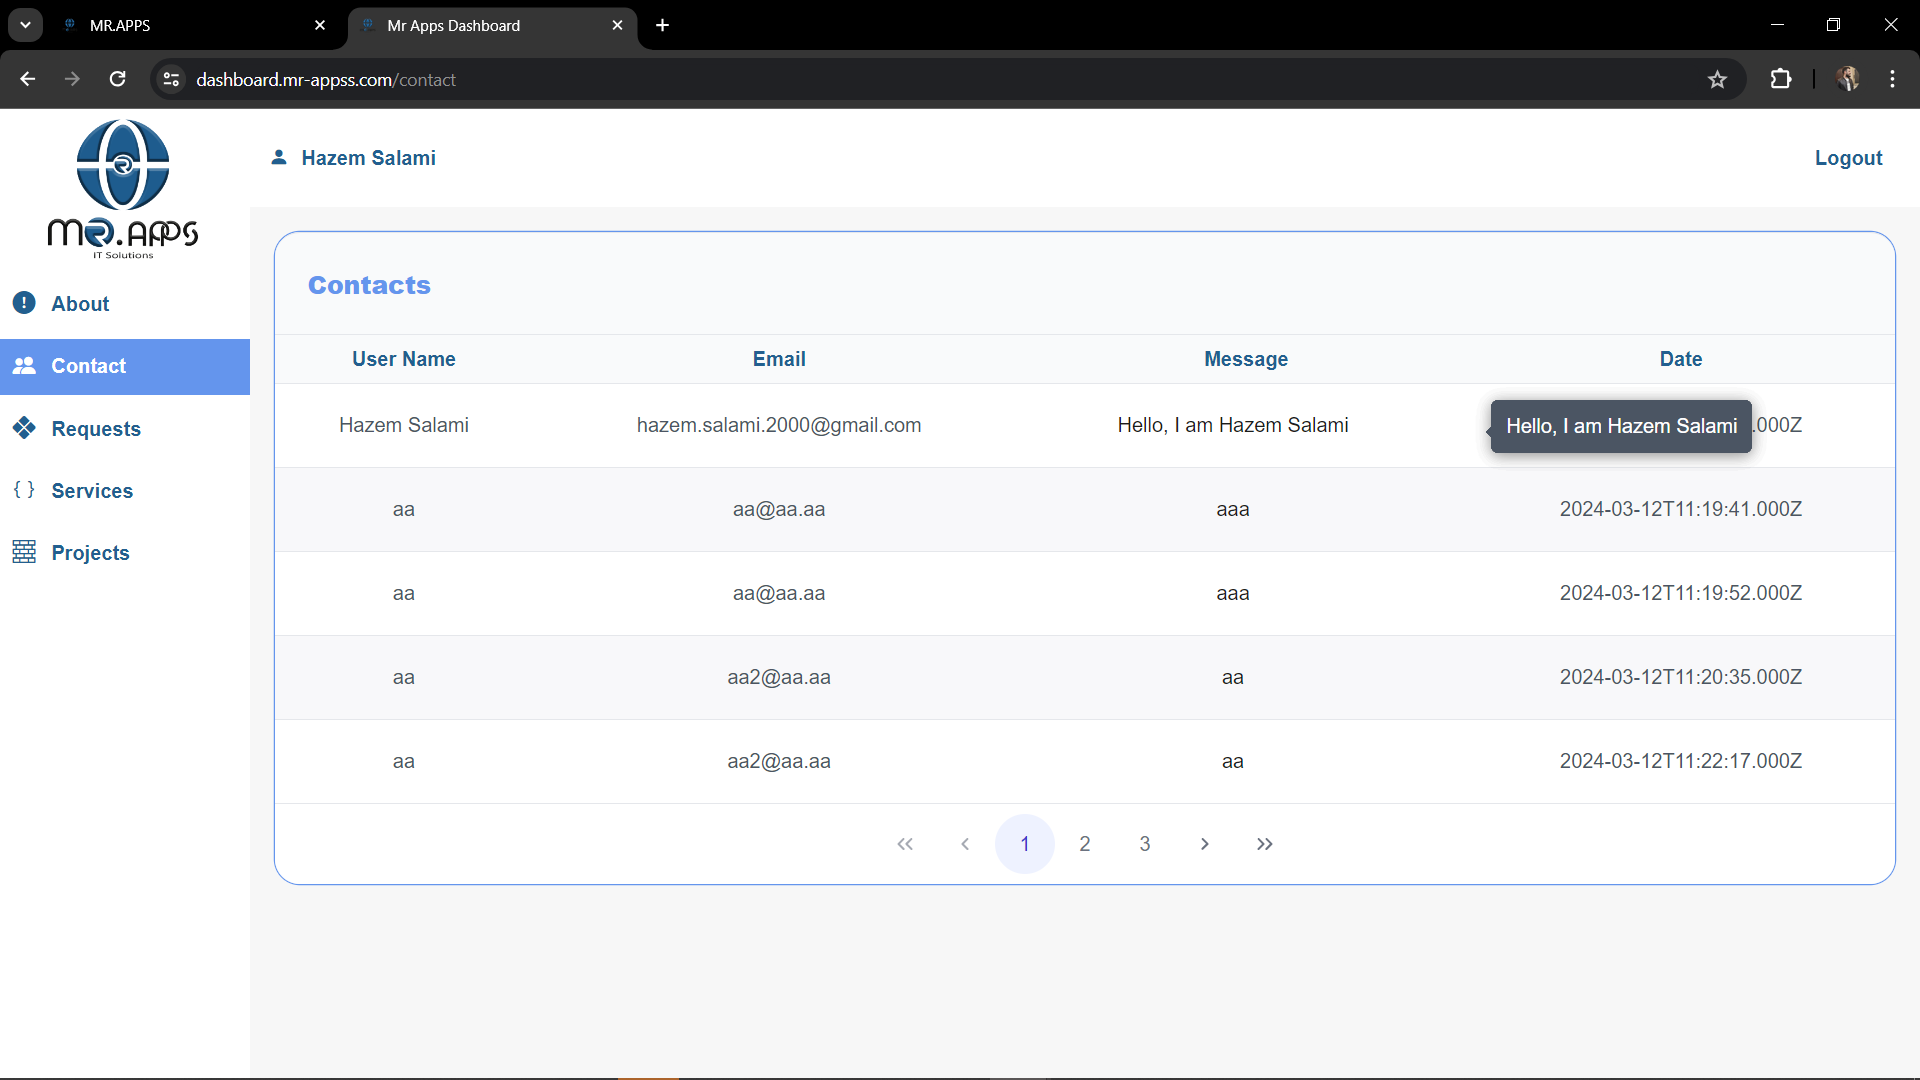 MR.APPS
Mr Apps Dashboard
dashboard.mr-appss.com/contact
MR.APPS
IT Solutions
Hazem Salami
Logout
About
Contact
Requests
Services
Projects
Contacts
User Name Email Message Date
Hazem Salami hazem.salami.2000@gmail.com Hello, I am Hazem Salami Hello, I am Hazem Salami .000Z
aa aa@aa.aa aaa 2024-03-12T11:19:41.000Z
aa aa@aa.aa aaa 2024-03-12T11:19:52.000Z
aa aa2@aa.aa aa 2024-03-12T11:20:35.000Z
aa aa2@aa.aa aa 2024-03-12T11:22:17.000Z
1 2 3